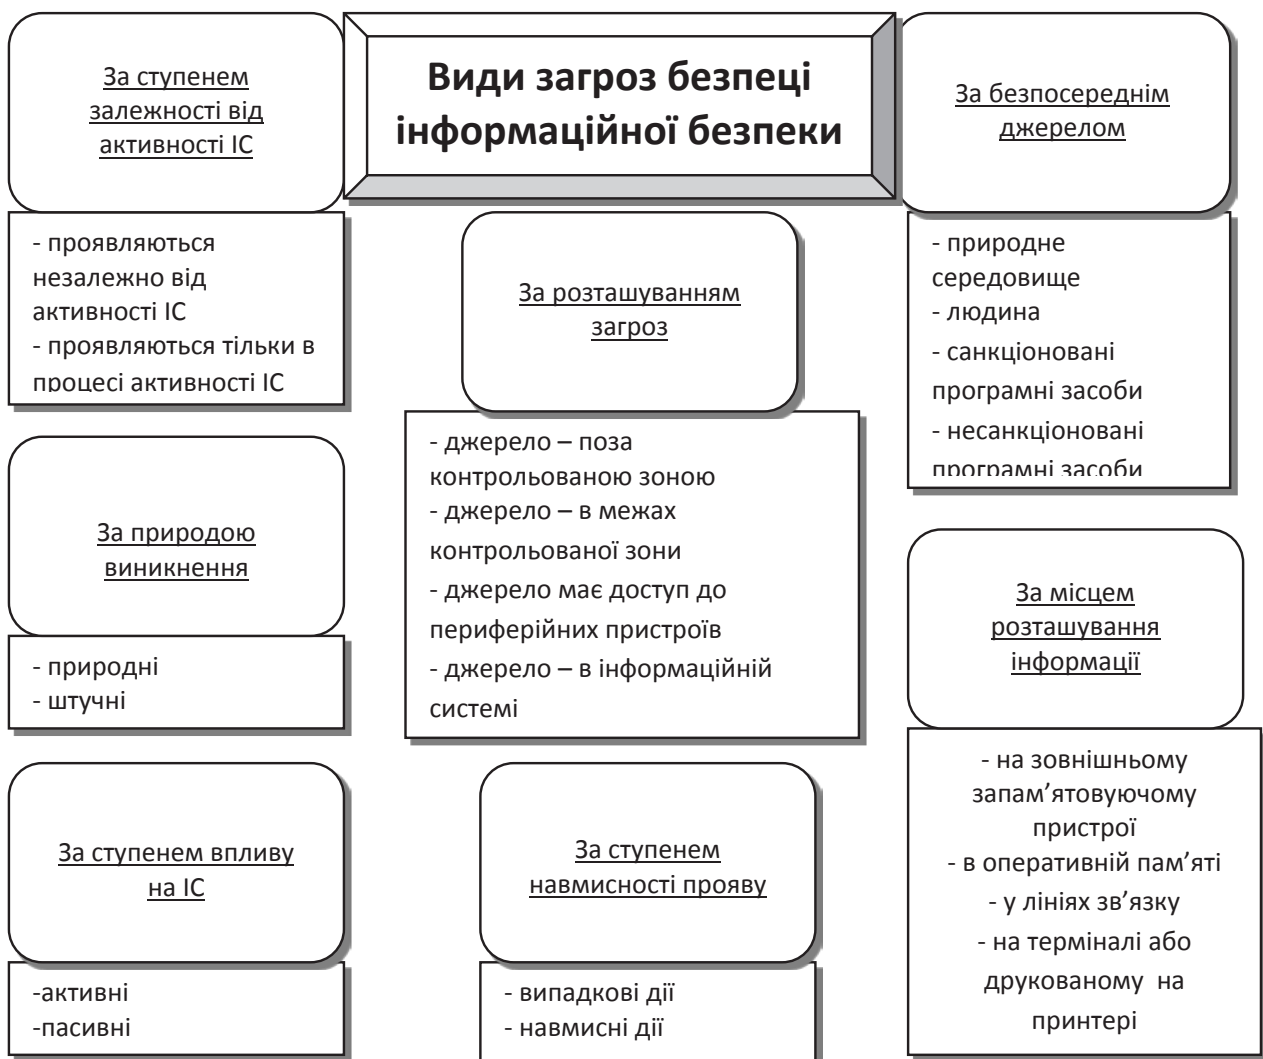 Види загроз безпеці
інформаційної безпеки
За ступенем
залежності від
активності ІС
- проявляються
незалежно від
активності ІС
- проявляються тільки в
процесі активності ІС
За природою
виникнення
- природні
- штучні
За ступенем впливу
на ІС
-активні
-пасивні
За розташуванням
загроз
- джерело – поза
контрольованою зоною
- джерело – в межах
контрольованої зони
- джерело має доступ до
периферійних пристроїв
- джерело – в інформаційній
системі
За ступенем
навмисності прояву
- випадкові дії
- навмисні дії
За безпосереднім
джерелом
- природне
середовище
- людина
- санкціоновані
програмні засоби
- несанкціоновані
програмні засоби
За місцем
розташування
інформації
- на зовнішньому
запам’ятовуючому
пристрої
- в оперативній пам’яті
- у лініях зв’язку
- на терміналі або
друкованому на
принтері